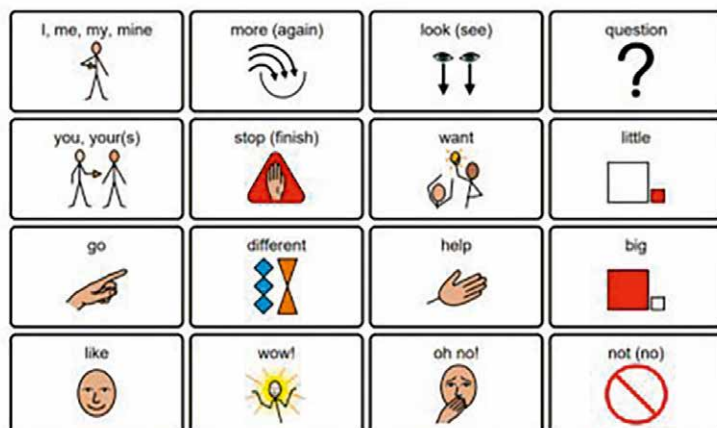 I, me, my, mine
more (again)
look (see)
question
?
you, your(s)
stop (finish)
want
little
go
different
help
big
like
wow!
oh no!
not (no)